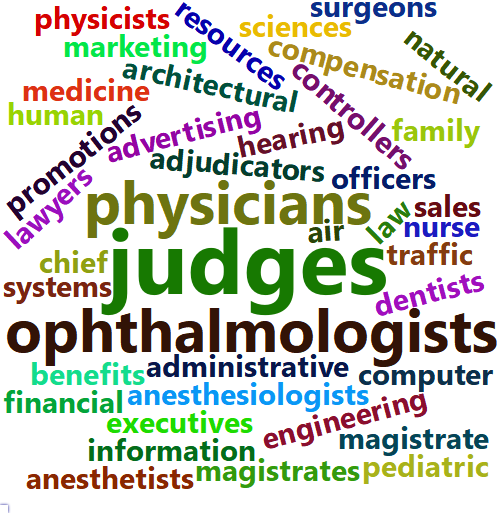 surgeons
physicists
resources
sciences
marketing
compensation
natural
architectural
controllers
medicine
human
promotions
advertising
hearing
family
adjudicators
officers
lawyers
physicians
air
law
sales
nurse
chief
judges
traffic
systems
dentists
ophthalmologists
benefits
administrative
computer
financial
anesthesiologists
executives
engineering
information
magistrate
anesthetists
magistrates
pediatric